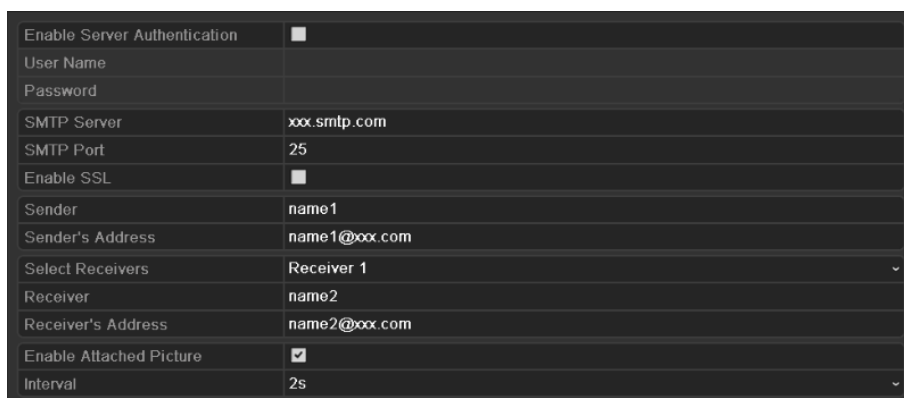 Enable Server Authentication
User Name
Password
SMTP Server xxx.smtp.com
SMTP Port 25
Enable SSL
Sender name1
Sender's Address name1@xxx.com
Select Receivers Receiver 1
Receiver name2
Receiver's Address name2@xxx.com
Enable Attached Picture
Interval 2s